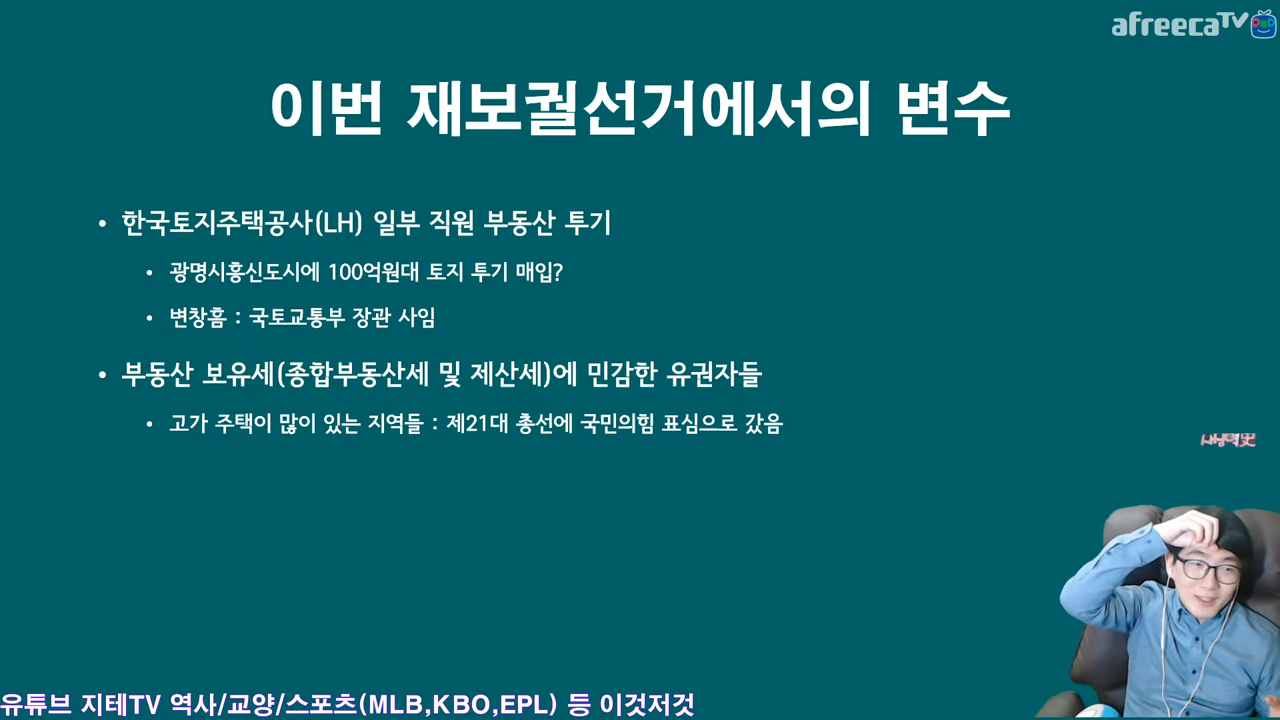 afreecaTV
이번 재보궐선거에서의 변수
• 한국토지주택공사(LH) 일부 직원 부동산 투기
• 광명시흥신도시에 100억원대 토지 투기 매입?
• 변창흠 : 국토교통부 장관 사임
• 부동산 보유세(종합부동산세 및 제산세)에 민감한 유권자들
• 고가 주택이 많이 있는 지역들 : 제21대 총선에 국민의힘 표심으로 갔음
유튜브 지테TV 역사/교양/스포츠(MLB,KBO,EPL) 등 이것저것